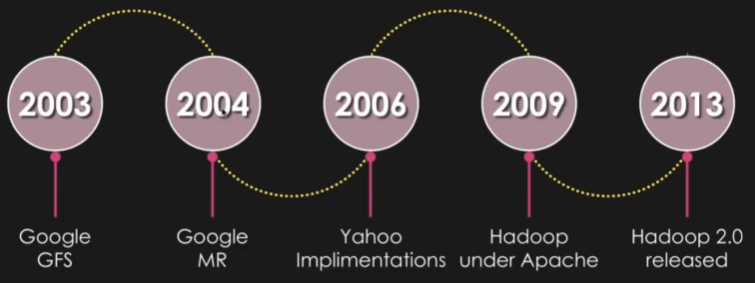 2003
2004
2006
2009
2013
Google
GFS
Google
MR
Yahoo
Implimentations
Hadoop
under Apache
Hadoop 2.0
released